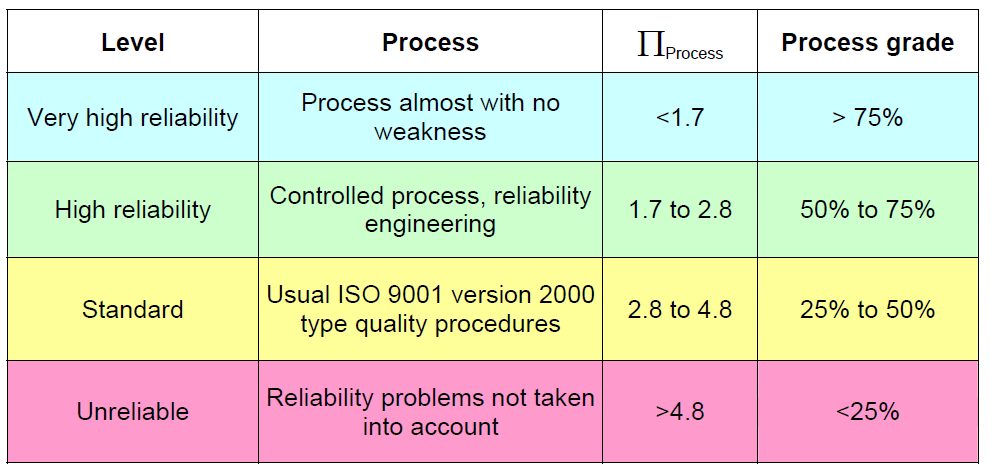 Level Process ∏Process Process grade
Very high reliability Process almost with no
weakness <1.7 > 75%
High reliability Controlled process, reliability
engineering 1.7 to 2.8 50% to 75%
Standard Usual ISO 9001 version 2000
type quality procedures 2.8 to 4.8 25% to 50%
Unreliable Reliability problems not taken
into account >4.8 <25%